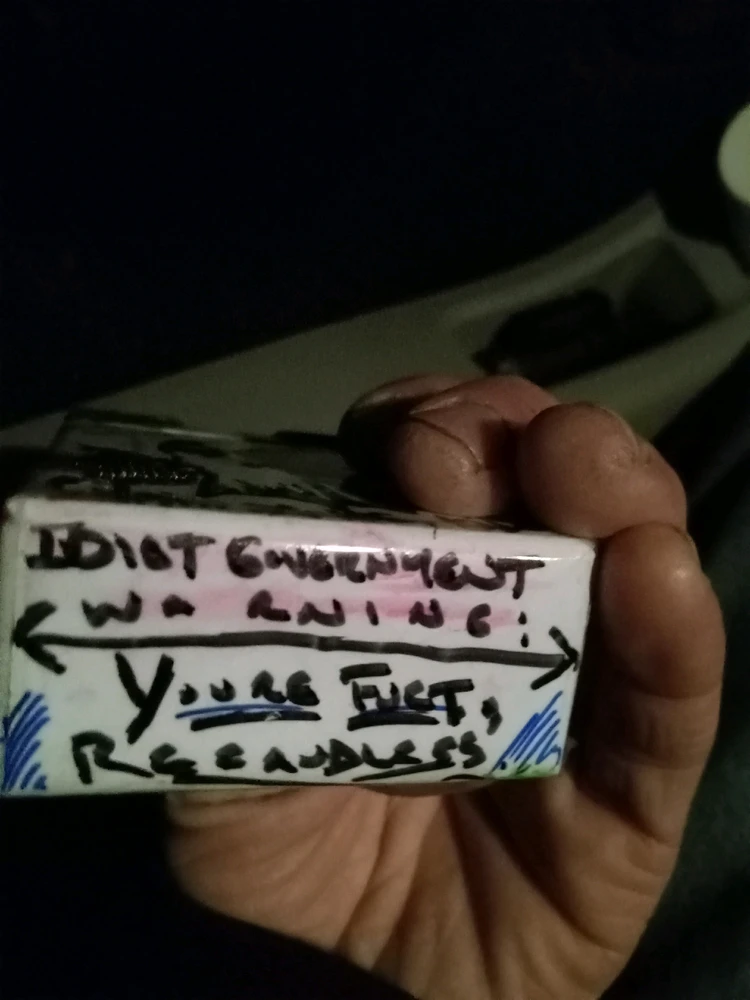 IDIOT GOVERNMENT
WARNING:
YOURE FUCT,
REGARDLESS